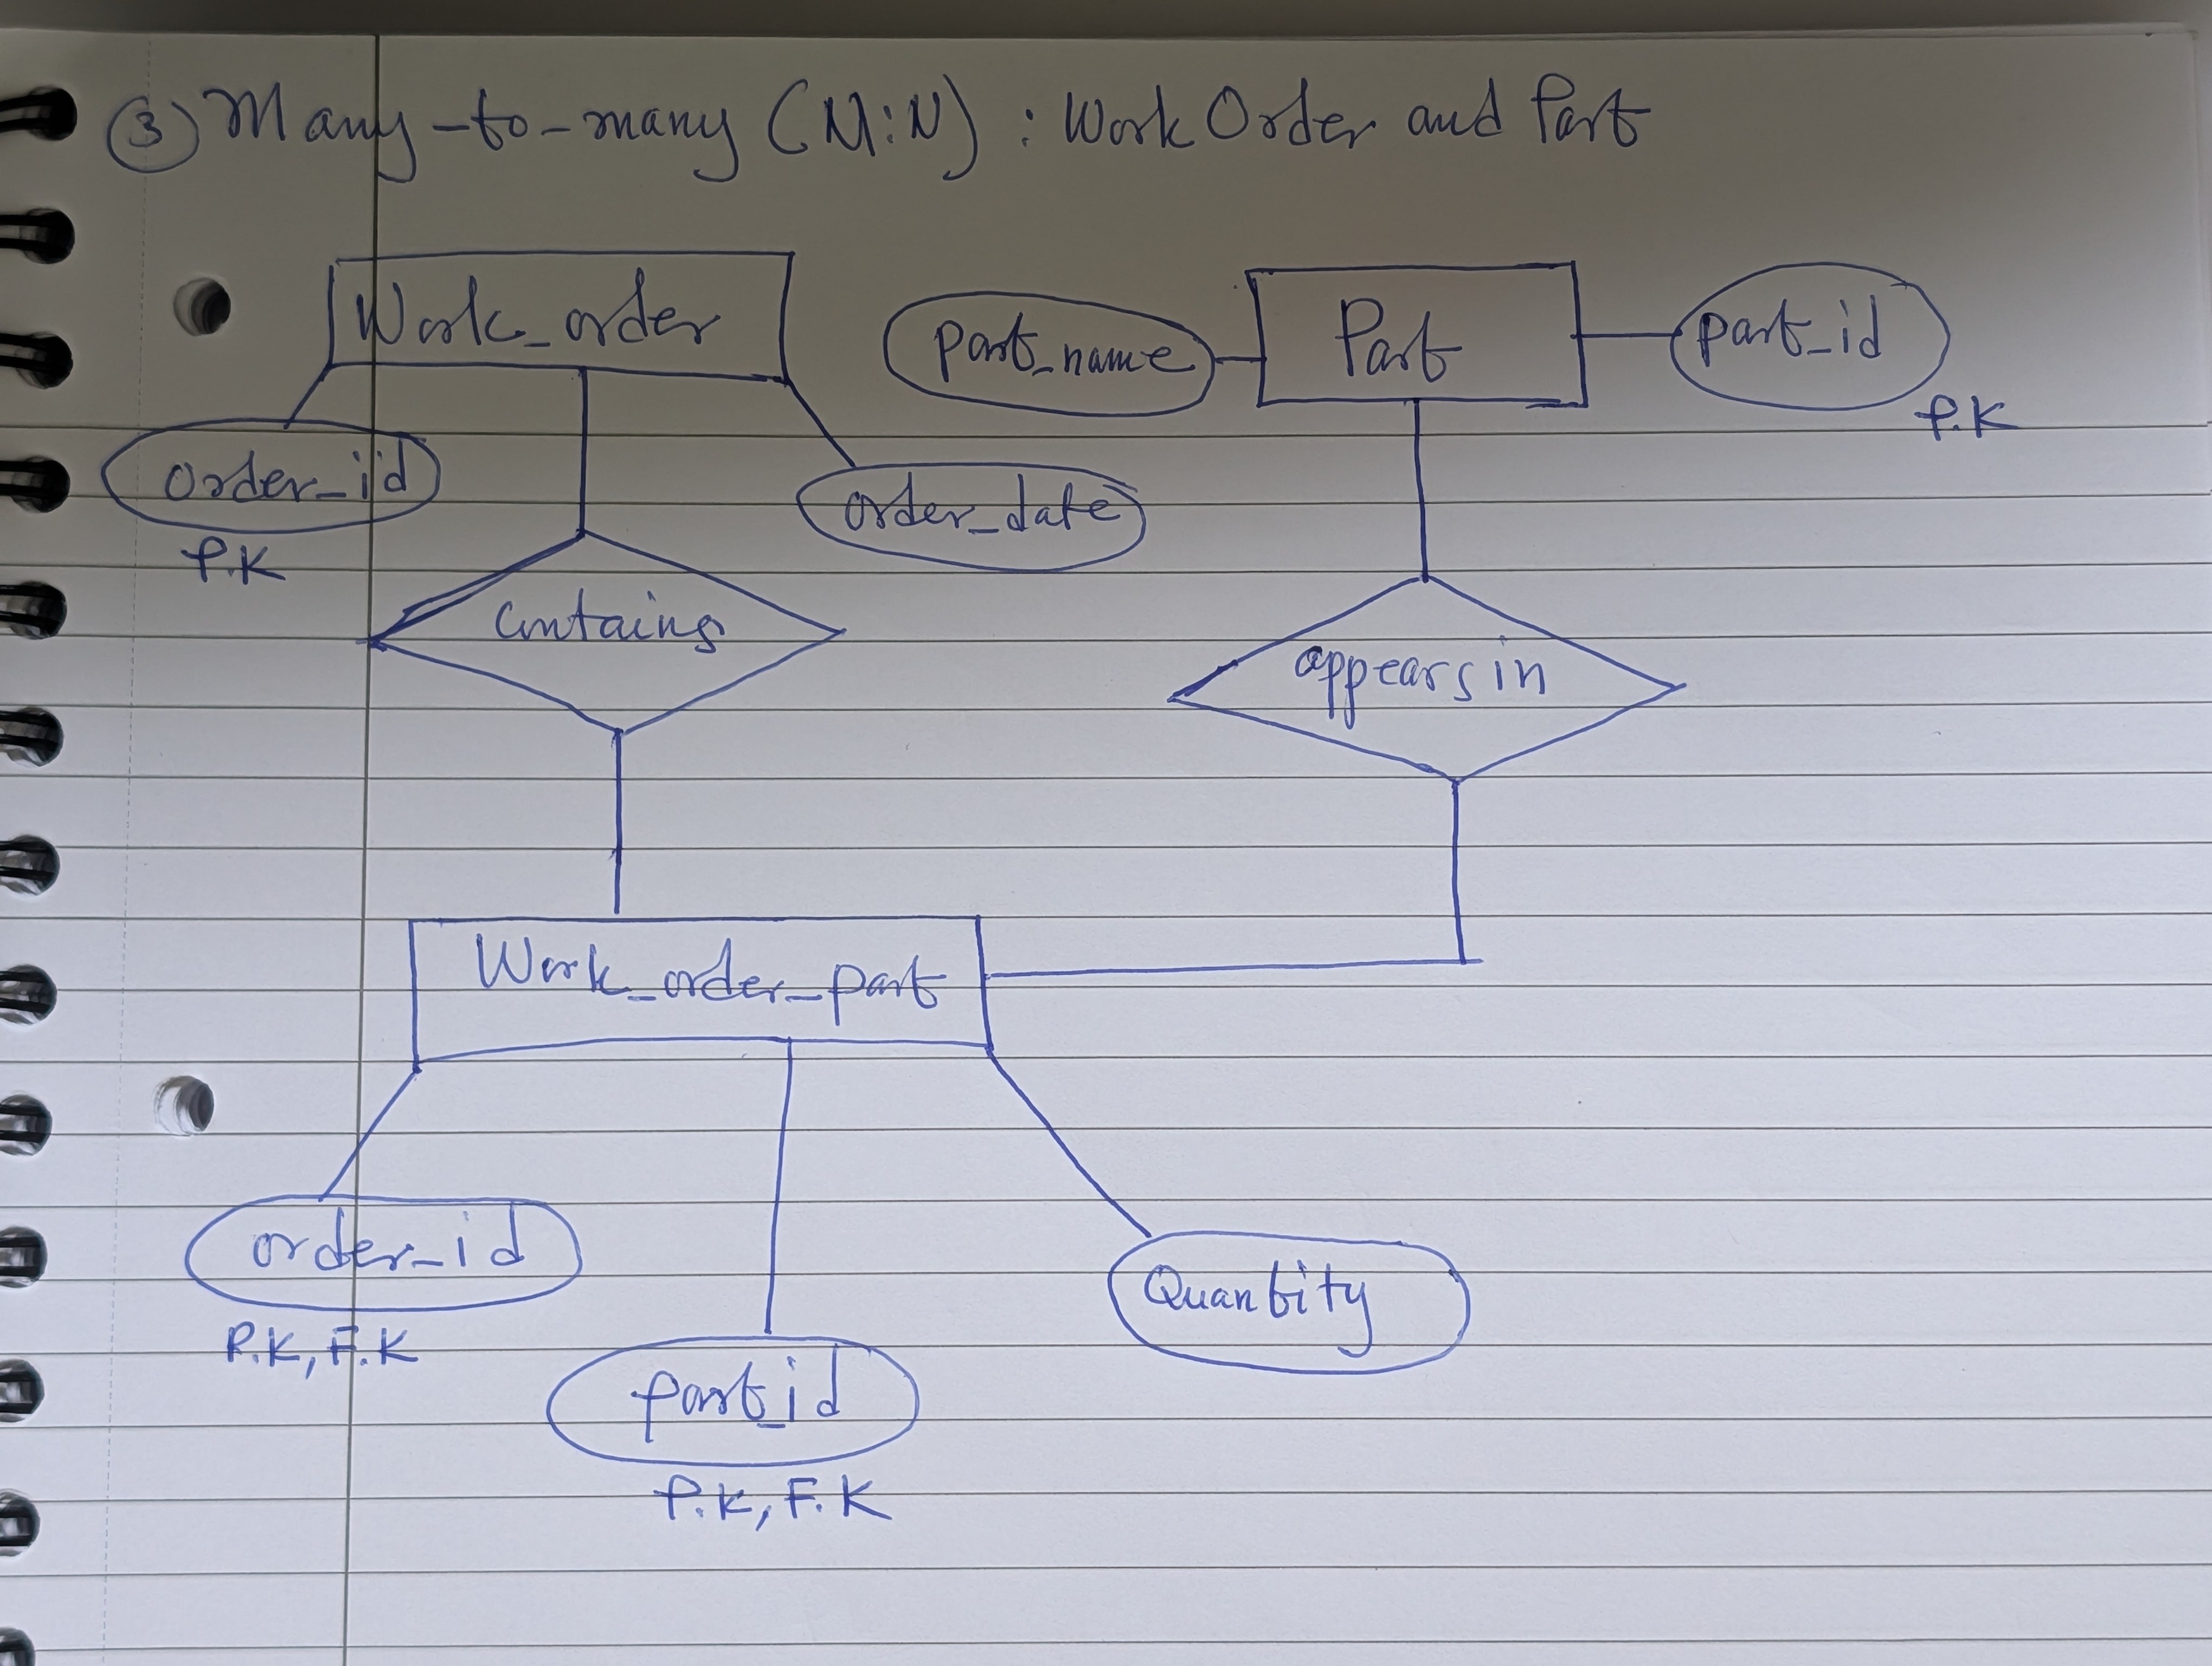 ③ Many-to-many (M:N) : Work Order and Part
Work_order
part_name
Part
part_id
P.K
order_id
P.K
order_date
Contains
appears in
Work_order_part
order_id
P.K, F.K
Quantity
part_id
P.K, F.K